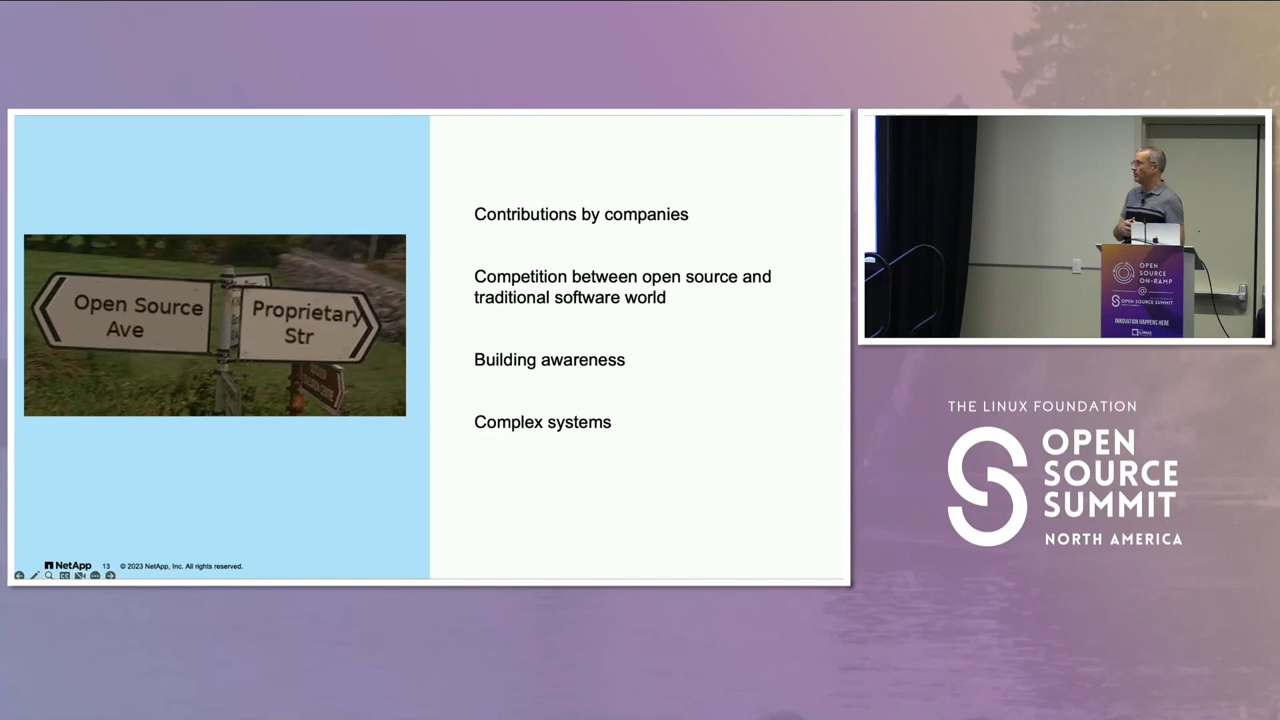 Open Source
Ave
Proprietary
Str
Contributions by companies
Competition between open source and
traditional software world
Building awareness
Complex systems
NetApp
13
© 2023 NetApp, Inc. All rights reserved.
OPEN
SOURCE
ON-RAMP
@
OPEN SOURCE SUMMIT
INNOVATION HAPPENS HERE
LINUX
THE LINUX FOUNDATION
OPEN
SOURCE
SUMMIT
NORTH AMERICA